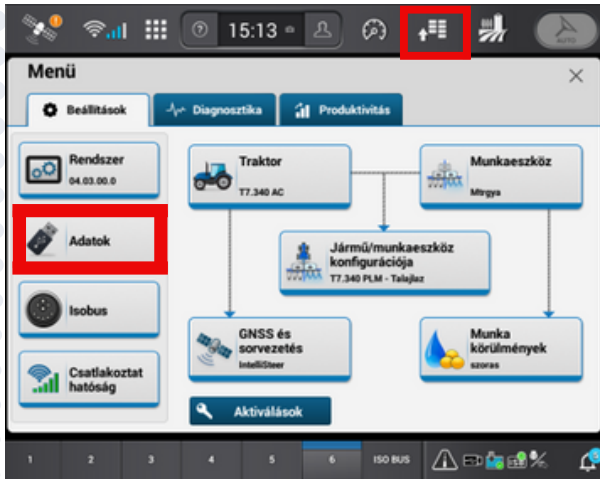 15:13
AUTO
Menü
Beállítások
Diagnosztika
Produktivitás
Rendszer
04.03.00.0
Traktor
T7.340 AC
Munkaeszköz
Mtrgya
Adatok
Jármű/munkaeszköz
konfigurációja
T7.340 PLM - Talajlaz
Isobus
GNSS és
sorvezetés
IntelliSteer
Munka
körülmények
szoras
Csatlakoztat
hatóság
Aktiválások
1 2 3 4 5 6 ISO BUS